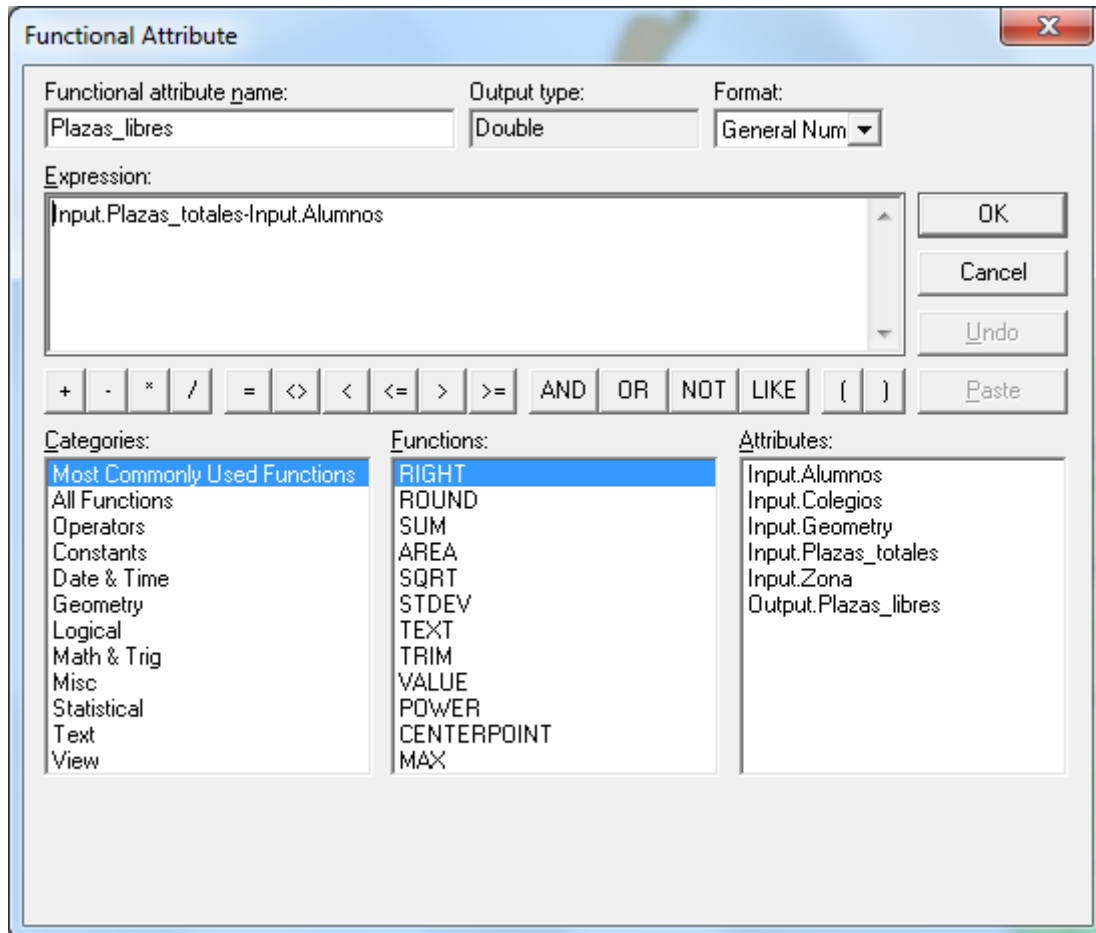 Functional Attribute
x
Functional attribute name: Output type: Format:
Plazas_libres Double General Num
Expression:
Input.Plazas_totales-Input.Alumnos
OK
Cancel
Undo
+ - * / = <> < <= > >= AND OR NOT LIKE ( ) Paste
Categories: Functions: Attributes:
Most Commonly Used Functions RIGHT Input.Alumnos
All Functions ROUND Input.Colegios
Operators SUM Input.Geometry
Constants AREA Input.Plazas_totales
Date & Time SQRT Input.Zona
Geometry STDEV Output.Plazas_libres
Logical TEXT
Math & Trig TRIM
Misc VALUE
Statistical POWER
Text CENTERPOINT
View MAX